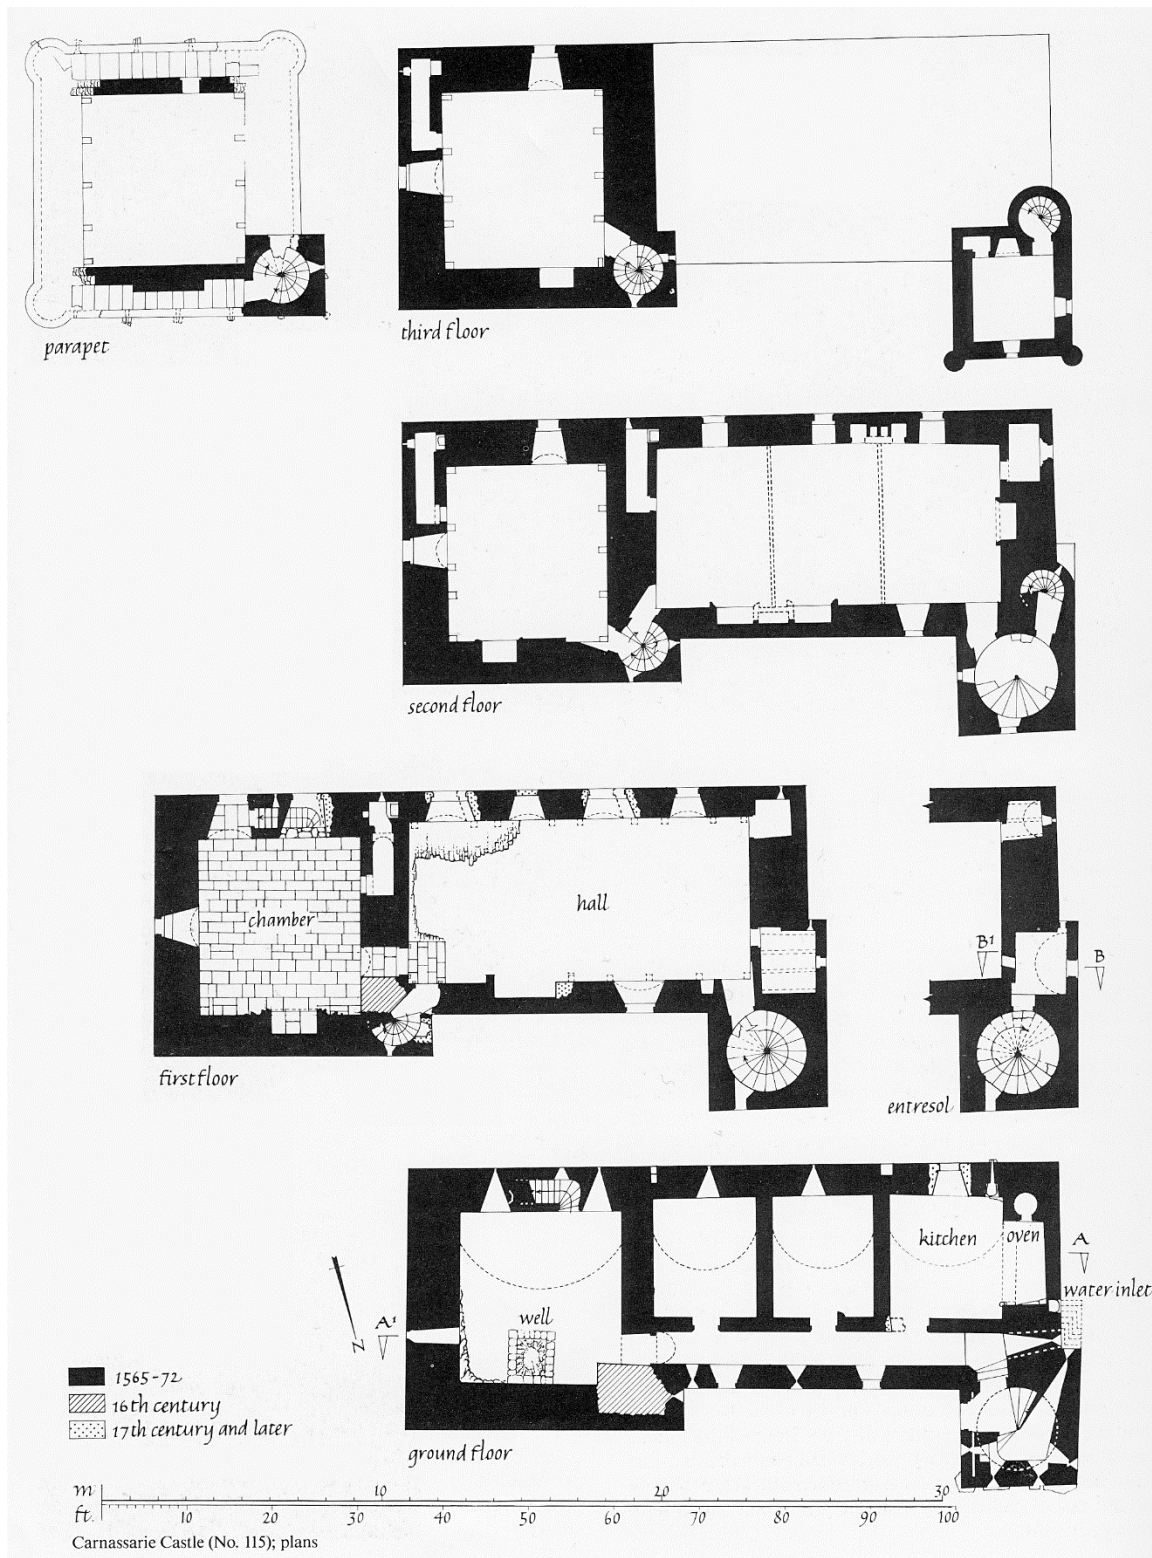 parapet
third floor
second floor
chamber
hall
first floor
B¹
B
entresol
kitchen
oven
A
water inlet
well
A¹
N
1565-72
16th century
17th century and later
ground floor
m 10 20 30
ft. 10 20 30 40 50 60 70 80 90 100
Carnassarie Castle (No. 115); plans